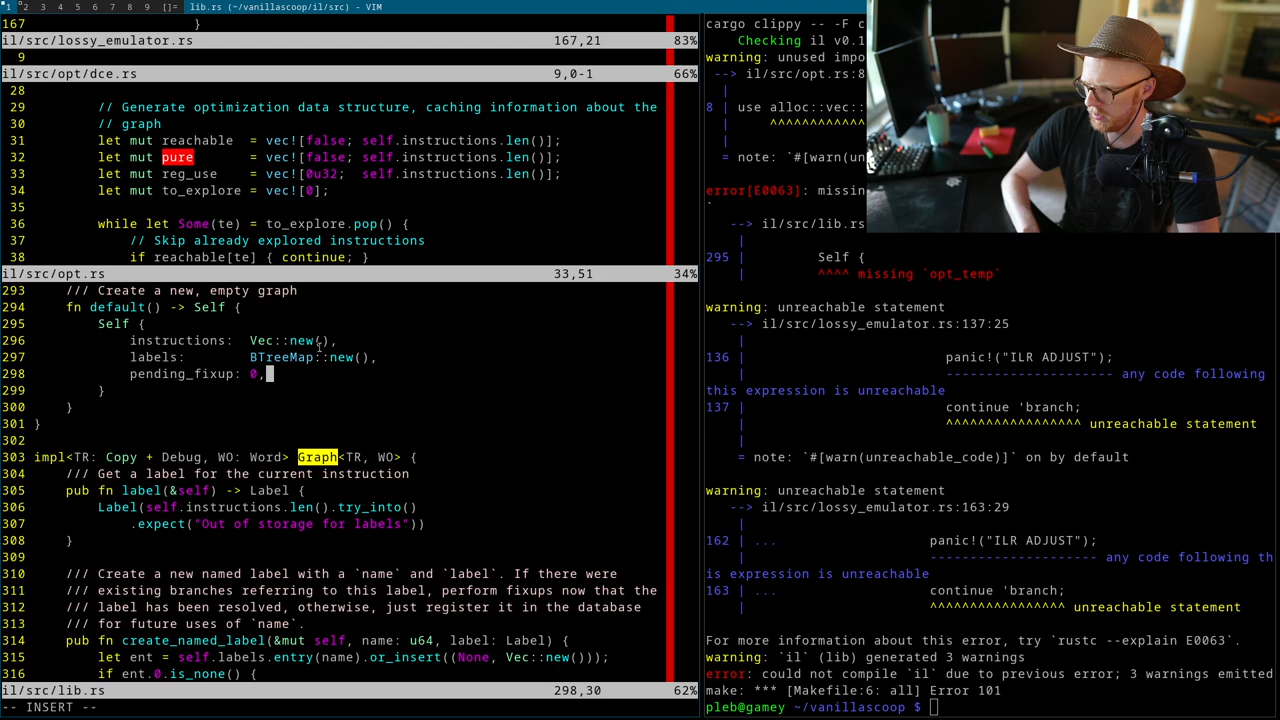 1 2 3 4 5 6 7 8 9 []= lib.rs (~/vanillascoop/il/src) - VIM
167 }
il/src/lossy_emulator.rs 167,21 83%
9
il/src/opt/dce.rs 9,0-1 66%
28
29 // Generate optimization data structure, caching information about the
30 // graph
31 let mut reachable = vec![false; self.instructions.len()];
32 let mut pure = vec![false; self.instructions.len()];
33 let mut reg_use = vec![0u32; self.instructions.len()];
34 let mut to_explore = vec![0];
35
36 while let Some(te) = to_explore.pop() {
37 // Skip already explored instructions
38 if reachable[te] { continue; }
il/src/opt.rs 33,51 34%
293 /// Create a new, empty graph
294 fn default() -> Self {
295 Self {
296 instructions: Vec::new(),
297 labels: BTreeMap::new(),
298 pending_fixup: 0,
299 }
300 }
301 }
302
303 impl<TR: Copy + Debug, WO: Word> Graph<TR, WO> {
304 /// Get a label for the current instruction
305 pub fn label(&self) -> Label {
306 Label(self.instructions.len().try_into()
307 .expect("Out of storage for labels"))
308 }
309
310 /// Create a new named label with a `name` and `label`. If there were
311 /// existing branches referring to this label, perform fixups now that the
312 /// label has been resolved, otherwise, just register it in the database
313 /// for future uses of `name`.
314 pub fn create_named_label(&mut self, name: u64, label: Label) {
315 let ent = self.labels.entry(name).or_insert((None, Vec::new()));
316 if ent.0.is_none() {
il/src/lib.rs 298,30 62%
-- INSERT --
cargo clippy -- -F c
Checking il v0.1
warning: unused impo
--> il/src/opt.rs:8
|
8 | use alloc::vec::
| ^^^^^^^^^^^^
|
= note: `#[warn(un
error[E0063]: missin
`
--> il/src/lib.rs
|
295 | Self {
| ^^^^ missing `opt_temp`
warning: unreachable statement
--> il/src/lossy_emulator.rs:137:25
|
136 | panic!("ILR ADJUST");
| --------------------- any code following
this expression is unreachable
137 | continue 'branch;
| ^^^^^^^^^^^^^^^^^ unreachable statement
|
= note: `#[warn(unreachable_code)]` on by default
warning: unreachable statement
--> il/src/lossy_emulator.rs:163:29
|
162 | ... panic!("ILR ADJUST");
| --------------------- any code following th
is expression is unreachable
163 | ... continue 'branch;
| ^^^^^^^^^^^^^^^^^ unreachable statement
For more information about this error, try `rustc --explain E0063`.
warning: `il` (lib) generated 3 warnings
error: could not compile `il` due to previous error; 3 warnings emitted
make: *** [Makefile:6: all] Error 101
pleb@gamey ~/vanillascoop $